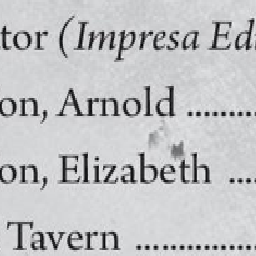 tor (Impresa Edi
on, Arnold ..........
on, Elizabeth ....
Tavern .................